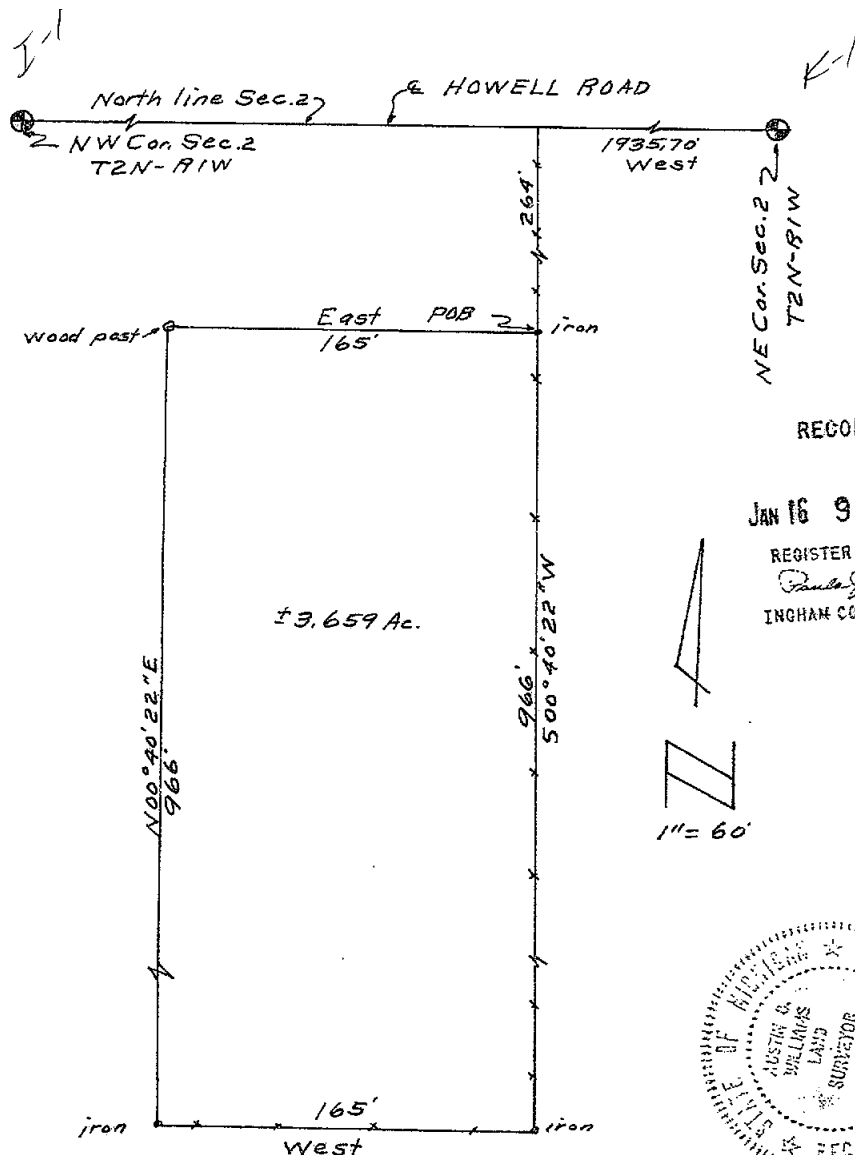 I-1
K-1
North line Sec.2
℄ HOWELL ROAD
NW Cor. Sec.2
T2N-R1W
1935.70'
West
NE Cor. Sec.2
T2N-R1W
264'
wood post
East
165'
POB
iron
RECO
JAN 16 9
REGISTER
INGHAM CO
±3.659 Ac.
N00°40'22"E
966'
966'
S00°40'22"W
N
1"=60'
STATE OF MICHIGAN
AUSTIN
WILLIAMS
LAND
SURVEYOR
iron
165'
West
iron